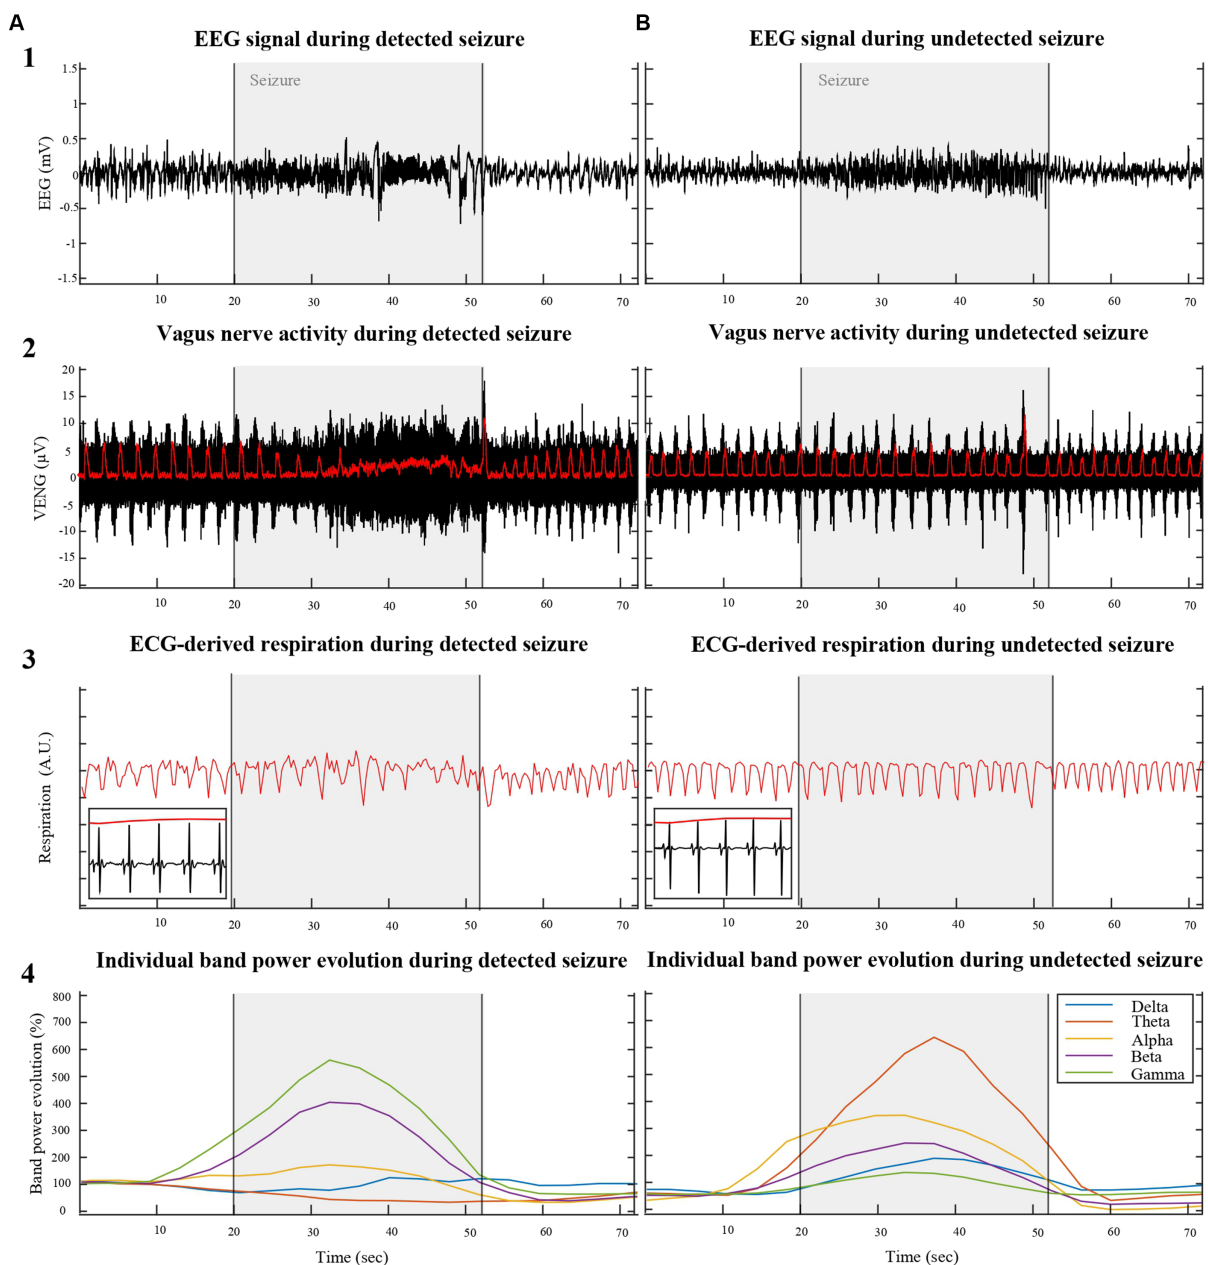 A
B
EEG signal during detected seizure
EEG signal during undetected seizure
1
1.5
1
0.5
0
-0.5
-1
-1.5
EEG (mV)
Seizure
Seizure
10 20 30 40 50 60 70
10 20 30 40 50 60 70
Vagus nerve activity during detected seizure
Vagus nerve activity during undetected seizure
2
20
15
10
5
0
-5
-10
-15
-20
VENG (µV)
10 20 30 40 50 60 70
10 20 30 40 50 60 70
ECG-derived respiration during detected seizure
ECG-derived respiration during undetected seizure
3
Respiration (A.U.)
10 20 30 40 50 60 70
10 20 30 40 50 60 70
4
Individual band power evolution during detected seizure
Individual band power evolution during undetected seizure
800
700
600
500
400
300
200
100
0
Band power evolution (%)
Delta
Theta
Alpha
Beta
Gamma
10 20 30 40 50 60 70
10 20 30 40 50 60 70
Time (sec)
Time (sec)